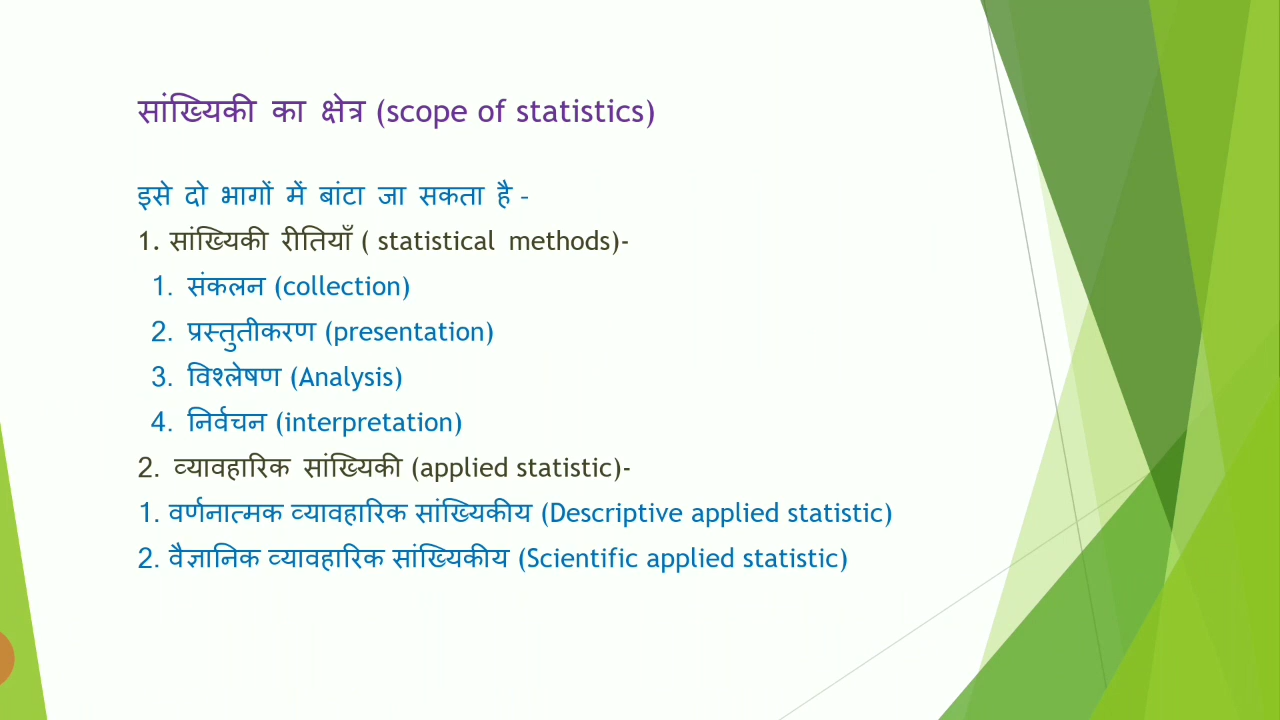 सांख्यिकी का क्षेत्र (scope of statistics)
इसे दो भागों में बांटा जा सकता है -
1. सांख्यिकी रीतियाँ ( statistical methods)-
1. संकलन (collection)
2. प्रस्तुतीकरण (presentation)
3. विश्लेषण (Analysis)
4. निर्वचन (interpretation)
2. व्यावहारिक सांख्यिकी (applied statistic)-
1. वर्णनात्मक व्यावहारिक सांख्यिकीय (Descriptive applied statistic)
2. वैज्ञानिक व्यावहारिक सांख्यिकीय (Scientific applied statistic)